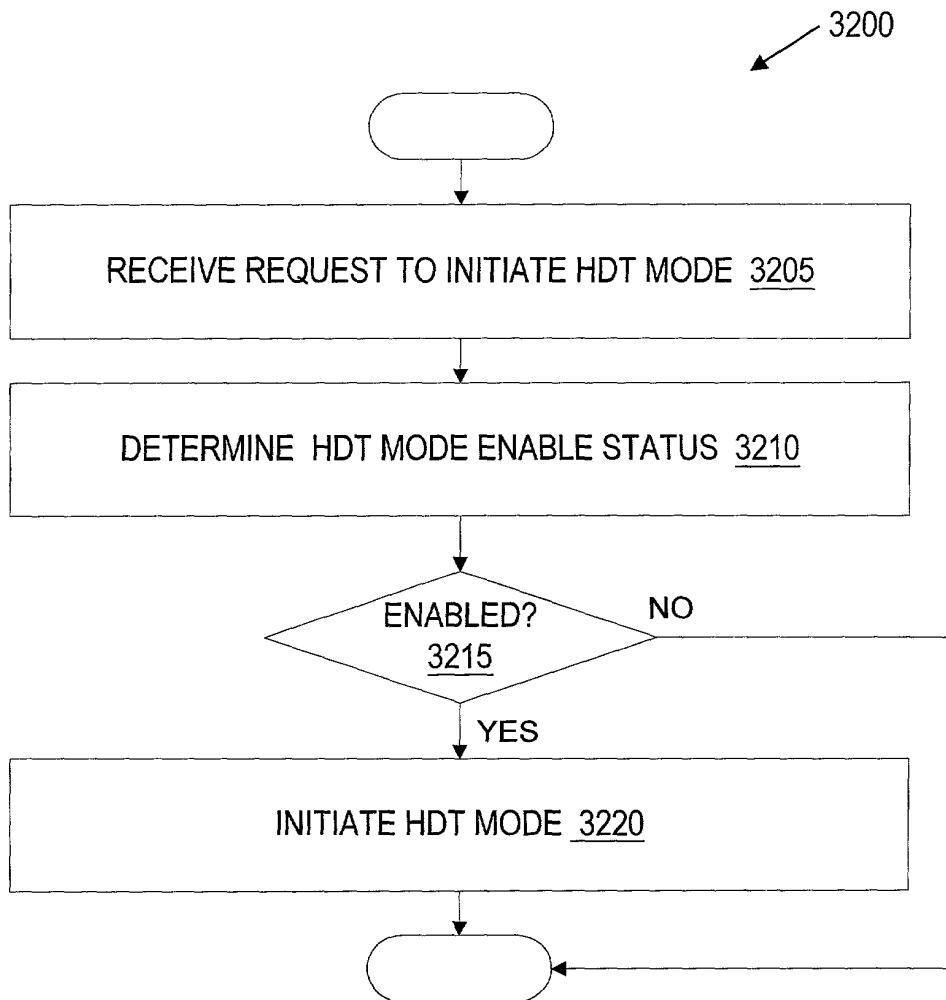 3200
RECEIVE REQUEST TO INITIATE HDT MODE 3205
DETERMINE HDT MODE ENABLE STATUS 3210
ENABLED?
3215
NO
YES
INITIATE HDT MODE 3220